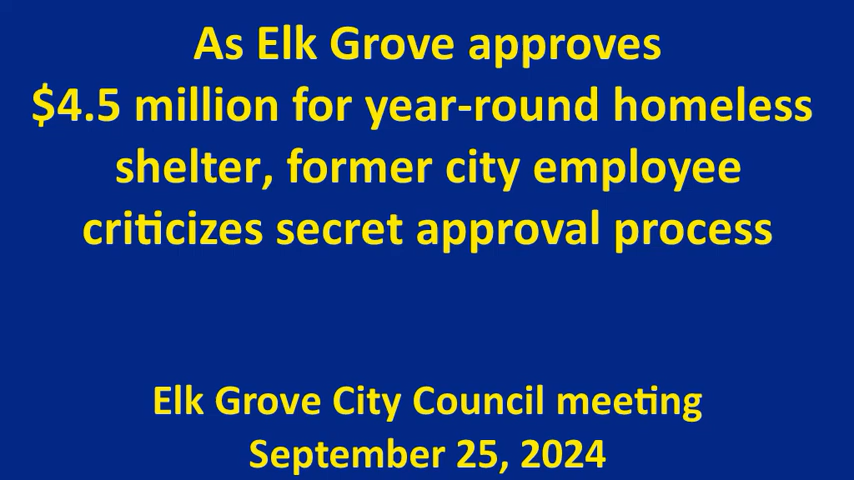 As Elk Grove approves
$4.5 million for year-round homeless
shelter, former city employee
criticizes secret approval process
Elk Grove City Council meeting
September 25, 2024